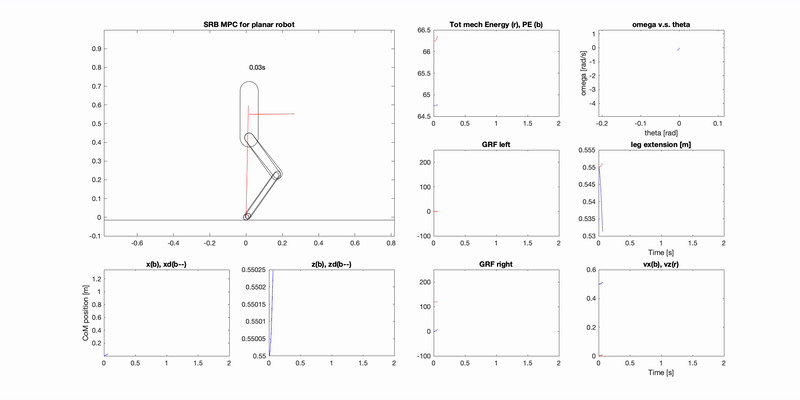 SRB MPC for planar robot
0.03s
0.9
0.8
0.7
0.6
0.5
0.4
0.3
0.2
0.1
0
-0.1
-0.6 -0.4 -0.2 0 0.2 0.4 0.6 0.8
Tot mech Energy (r), PE (b)
66.5
66
65.5
65
64.5
0 0.5 1 1.5 2
omega v.s. theta
omega [rad/s]
1
0
-1
-2
-3
-4
-0.2 -0.1 0 0.1
theta [rad]
GRF left
200
100
0
-100
0 0.5 1 1.5 2
leg extension [m]
0.555
0.55
0.545
0.54
0.535
0.53
0 0.5 1 1.5 2
Time [s]
x(b), xd(b--)
CoM position [m]
1.2
1
0.8
0.6
0.4
0.2
0
0 0.5 1 1.5 2
z(b), zd(b--)
0.55025
0.5502
0.55015
0.5501
0.55005
0.55
0 0.5 1 1.5 2
GRF right
200
100
0
-100
0 0.5 1 1.5 2
vx(b), vz(r)
0.6
0.4
0.2
0
0 0.5 1 1.5 2
Time [s]